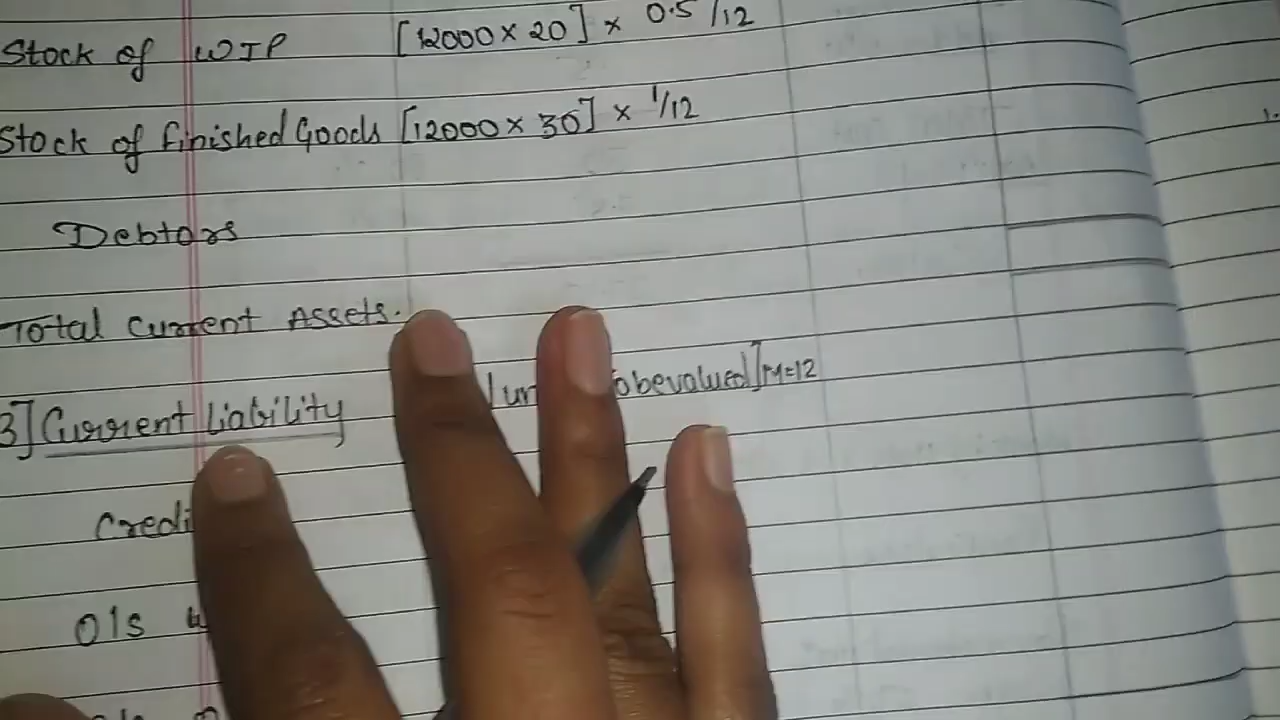 Stock of WIP [12000 × 20] × 0.5/12
Stock of Finished Goods [12000 × 30] × 1/12
Debtors
Total Current Assets.
3] Current Liability obevalued] M=12
Credi
O/s